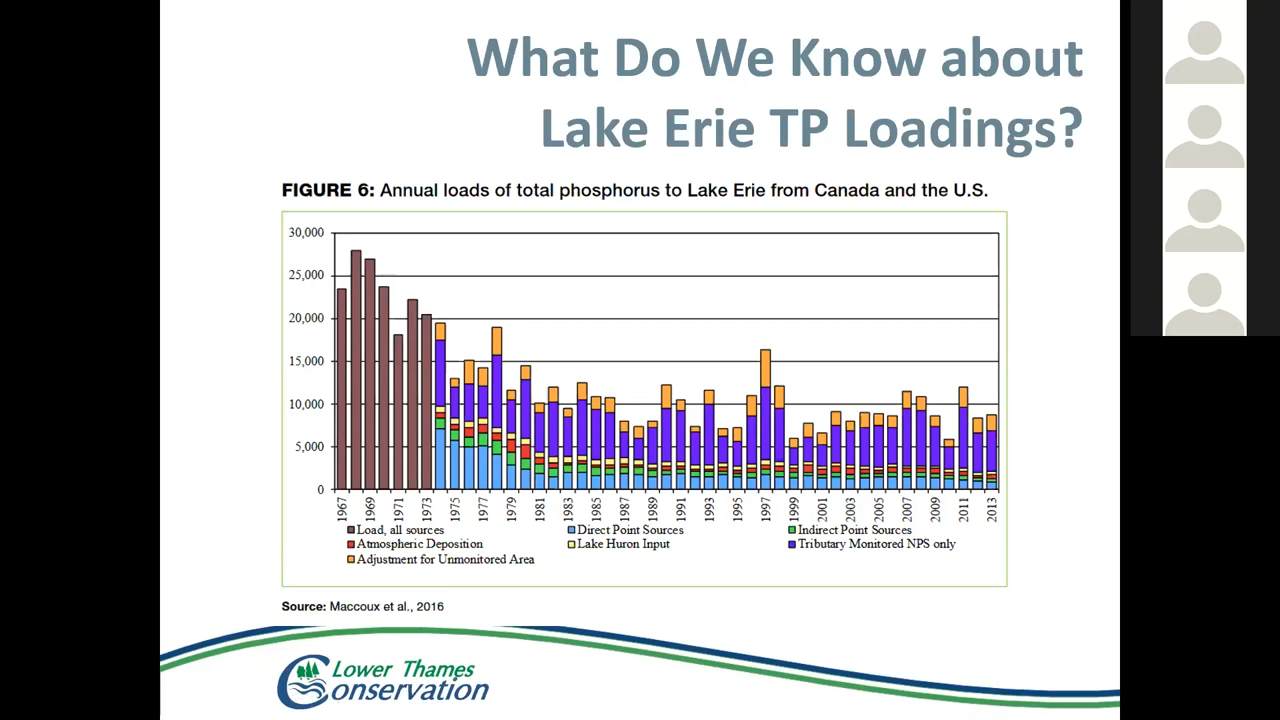 What Do We Know about
Lake Erie TP Loadings?
FIGURE 6: Annual loads of total phosphorus to Lake Erie from Canada and the U.S.
30,000
25,000
20,000
15,000
10,000
5,000
0
1967 1969 1971 1973 1975 1977 1979 1981 1983 1985 1987 1989 1991 1993 1995 1997 1999 2001 2003 2005 2007 2009 2011 2013
Load, all sources Direct Point Sources Indirect Point Sources
Atmospheric Deposition Lake Huron Input Tributary Monitored NPS only
Adjustment for Unmonitored Area
Source: Maccoux et al., 2016
Lower Thames
Conservation